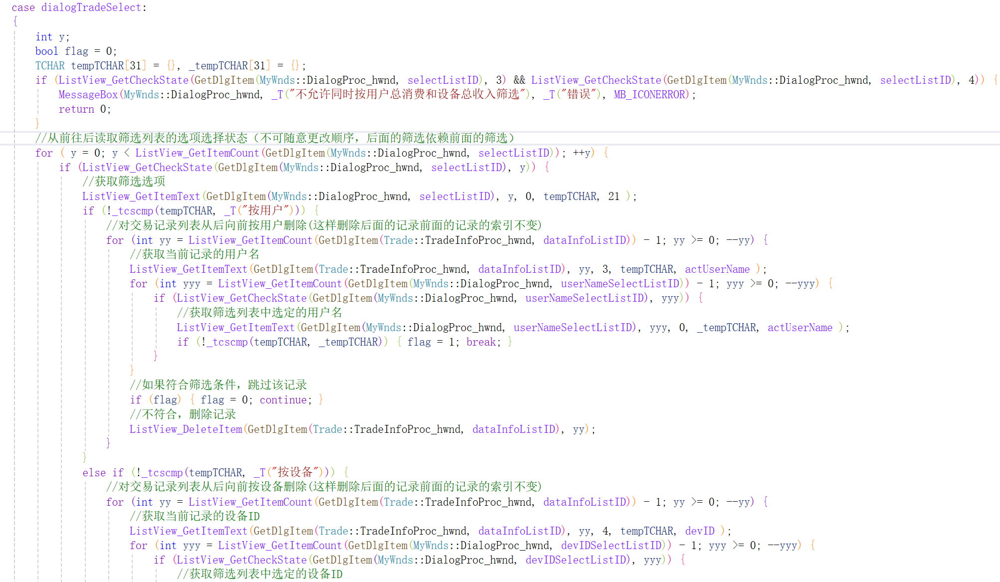 case dialogTradeSelect:
{
    int y;
    bool flag = 0;
    TCHAR tempTCHAR[31] = {}, _tempTCHAR[31] = {};
    if (ListView_GetCheckState(GetDlgItem(MyWnds::DialogProc_hwnd, selectListID), 3) && ListView_GetCheckState(GetDlgItem(MyWnds::DialogProc_hwnd, selectListID), 4)) {
        MessageBox(MyWnds::DialogProc_hwnd, _T("不允许同时按用户总消费和设备总收入筛选"), _T("错误"), MB_ICONERROR);
        return 0;
    }
    //从前往后读取筛选列表的选项选择状态（不可随意更改顺序，后面的筛选依赖前面的筛选）
    for ( y = 0; y < ListView_GetItemCount(GetDlgItem(MyWnds::DialogProc_hwnd, selectListID)); ++y) {
        if (ListView_GetCheckState(GetDlgItem(MyWnds::DialogProc_hwnd, selectListID), y)) {
            //获取筛选选项
            ListView_GetItemText(GetDlgItem(MyWnds::DialogProc_hwnd, selectListID), y, 0, tempTCHAR, 21 );
            if (!_tcscmp(tempTCHAR, _T("按用户"))) {
                //对交易记录列表从后向前按用户删除(这样删除后面的记录前面的记录的索引不变)
                for (int yy = ListView_GetItemCount(GetDlgItem(Trade::TradeInfoProc_hwnd, dataInfoListID)) - 1; yy >= 0; --yy) {
                    //获取当前记录的用户名
                    ListView_GetItemText(GetDlgItem(Trade::TradeInfoProc_hwnd, dataInfoListID), yy, 3, tempTCHAR, actUserName );
                    for (int yyy = ListView_GetItemCount(GetDlgItem(MyWnds::DialogProc_hwnd, userNameSelectListID)) - 1; yyy >= 0; --yyy) {
                        if (ListView_GetCheckState(GetDlgItem(MyWnds::DialogProc_hwnd, userNameSelectListID), yyy)) {
                            //获取筛选列表中选定的用户名
                            ListView_GetItemText(GetDlgItem(MyWnds::DialogProc_hwnd, userNameSelectListID), yyy, 0, _tempTCHAR, actUserName );
                            if (!_tcscmp(tempTCHAR, _tempTCHAR)) { flag = 1; break; }
                        }
                    }
                    //如果符合筛选条件，跳过该记录
                    if (flag) { flag = 0; continue; }
                    //不符合，删除记录
                    ListView_DeleteItem(GetDlgItem(Trade::TradeInfoProc_hwnd, dataInfoListID), yy);
                }
            }
            else if (!_tcscmp(tempTCHAR, _T("按设备"))) {
                //对交易记录列表从后向前按设备删除(这样删除后面的记录前面的记录的索引不变)
                for (int yy = ListView_GetItemCount(GetDlgItem(Trade::TradeInfoProc_hwnd, dataInfoListID)) - 1; yy >= 0; --yy) {
                    //获取当前记录的设备ID
                    ListView_GetItemText(GetDlgItem(Trade::TradeInfoProc_hwnd, dataInfoListID), yy, 4, tempTCHAR, devID );
                    for (int yyy = ListView_GetItemCount(GetDlgItem(MyWnds::DialogProc_hwnd, devIDSelectListID)) - 1; yyy >= 0; --yyy) {
                        if (ListView_GetCheckState(GetDlgItem(MyWnds::DialogProc_hwnd, devIDSelectListID), yyy)) {
                            //获取筛选列表中选定的设备ID